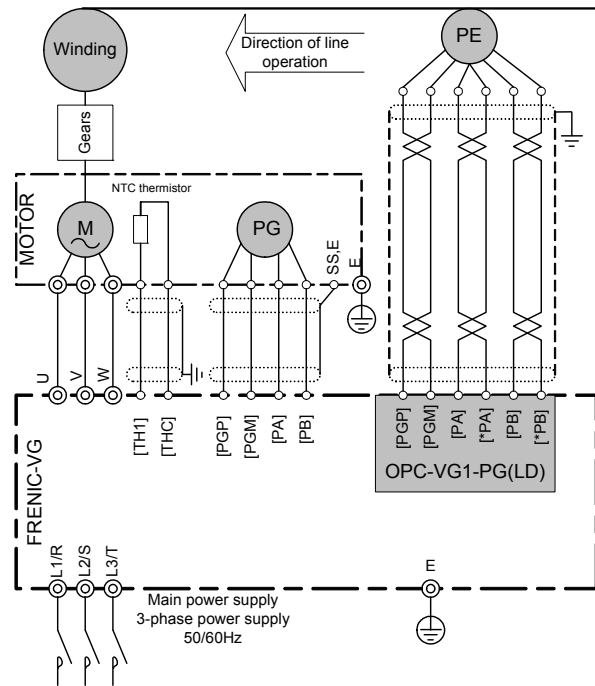 Winding
Direction of line
operation
PE
Gears
NTC thermistor
MOTOR
M
PG
SS,E
E
U
V
W
[TH1]
[THC]
[PGP]
[PGM]
[PA]
[PB]
[PGP]
[PGM]
[PA]
[*PA]
[PB]
[*PB]
OPC-VG1-PG(LD)
FRENIC-VG
L1/R
L2/S
L3/T
E
Main power supply
3-phase power supply
50/60Hz